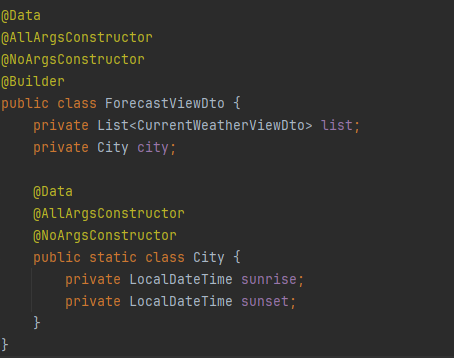 @Data
@AllArgsConstructor
@NoArgsConstructor
@Builder
public class ForecastViewDto {
    private List<CurrentWeatherViewDto> list;
    private City city;

    @Data
    @AllArgsConstructor
    @NoArgsConstructor
    public static class City {
        private LocalDateTime sunrise;
        private LocalDateTime sunset;
    }
}